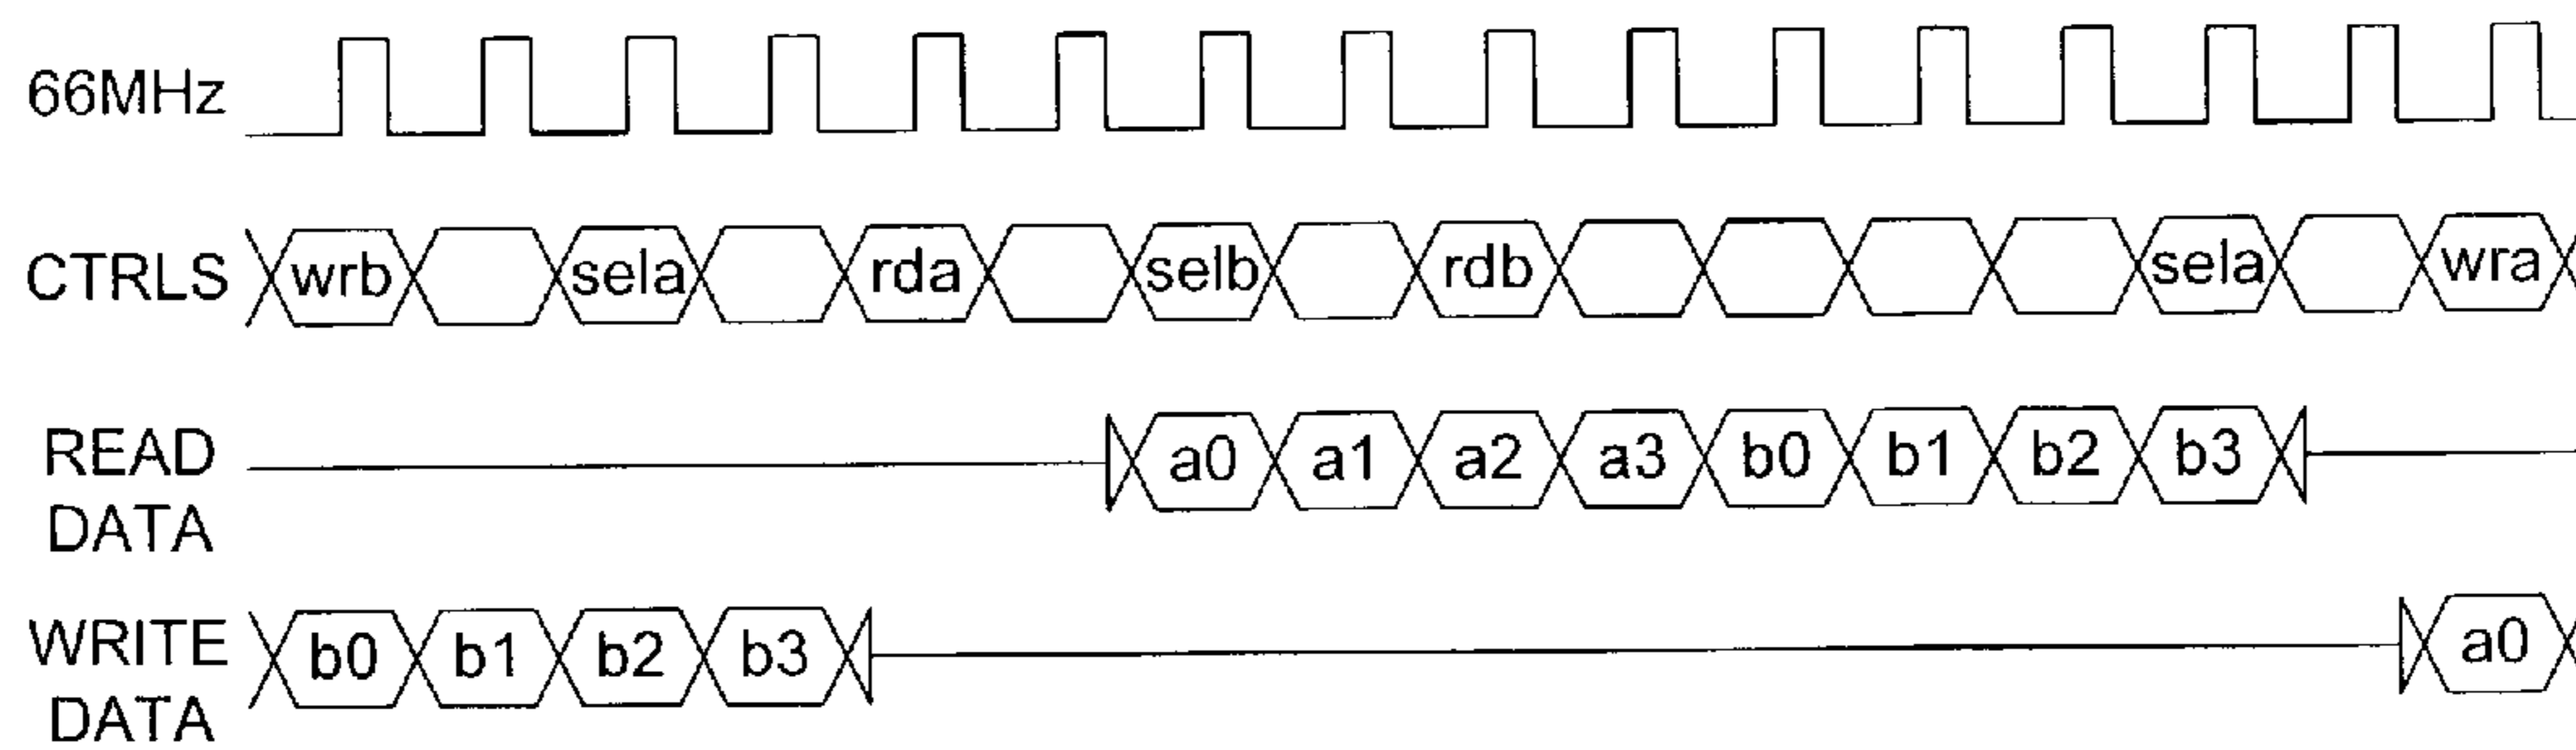 66MHz
CTRLS wrb sela rda selb rdb sela wra
READ DATA a0 a1 a2 a3 b0 b1 b2 b3
WRITE DATA b0 b1 b2 b3 a0